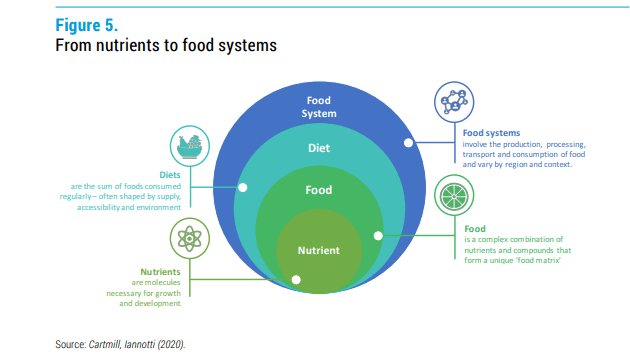 Figure 5.
From nutrients to food systems
Food
System
Diet
Food
Nutrient
Food systems
involve the production, processing,
transport and consumption of food
and vary by region and context.
Diets
are the sum of foods consumed
regularly – often shaped by supply,
accessibility and environment
Food
is a complex combination of
nutrients and compounds that
form a unique 'food matrix'
Nutrients
are molecules
necessary for growth
and development
Source: Cartmill, Iannotti (2020).